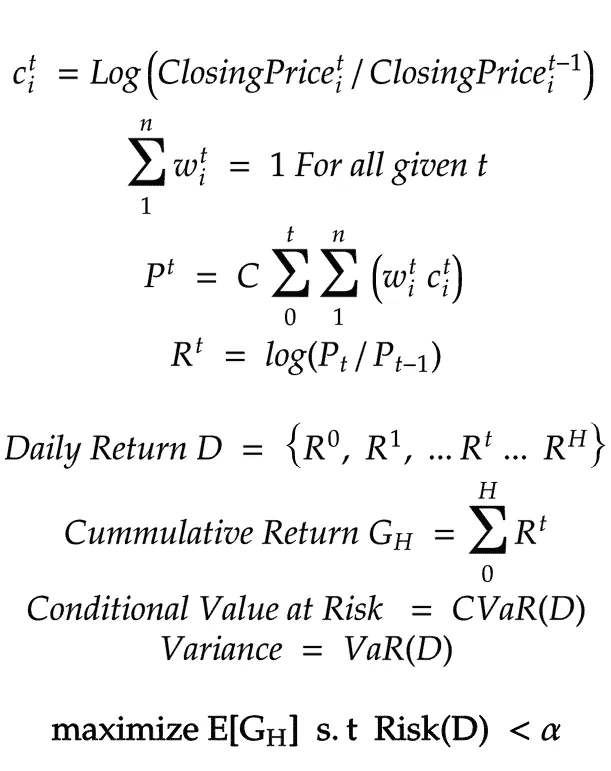 c_i^t = Log(ClosingPrice_i^t / ClosingPrice_i^{t−1})
∑_1^n w_i^t = 1 For all given t
P^t = C ∑_0^t ∑_1^n (w_i^t c_i^t)
R^t = log(P_t / P_{t−1})
Daily Return D = {R^0, R^1, ... R^t ... R^H}
Cummulative Return G_H = ∑_0^H R^t
Conditional Value at Risk = CVaR(D)
Variance = VaR(D)
maximize E[G_H] s.t Risk(D) < α